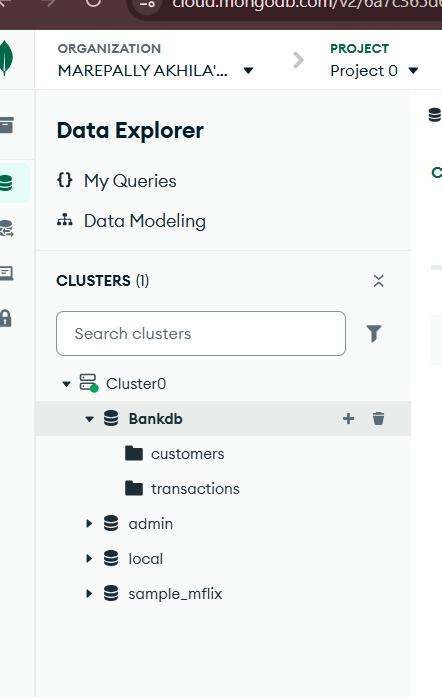 cloud.mongodb.com/v2/
ORGANIZATION
MAREPALLY AKHILA'...
PROJECT
Project 0
Data Explorer
My Queries
Data Modeling
CLUSTERS (1)
Search clusters
Cluster0
Bankdb
customers
transactions
admin
local
sample_mflix